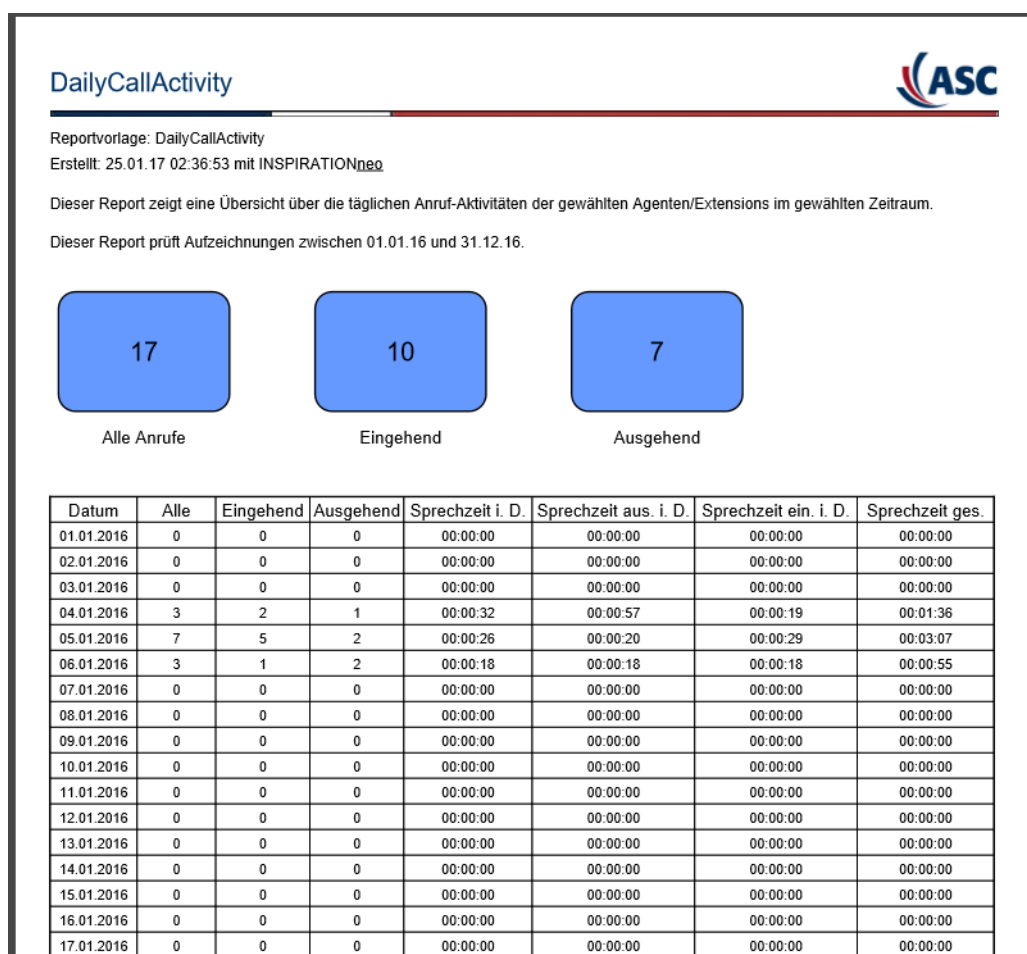 DailyCallActivity
ASC
Reportvorlage: DailyCallActivity
Erstellt: 25.01.17 02:36:53 mit INSPIRATIONneo
Dieser Report zeigt eine Übersicht über die täglichen Anruf-Aktivitäten der gewählten Agenten/Extensions im gewählten Zeitraum.
Dieser Report prüft Aufzeichnungen zwischen 01.01.16 und 31.12.16.
17 10 7
Alle Anrufe Eingehend Ausgehend
Datum Alle Eingehend Ausgehend Sprechzeit i. D. Sprechzeit aus. i. D. Sprechzeit ein. i. D. Sprechzeit ges.
01.01.2016 0 0 0 00:00:00 00:00:00 00:00:00 00:00:00
02.01.2016 0 0 0 00:00:00 00:00:00 00:00:00 00:00:00
03.01.2016 0 0 0 00:00:00 00:00:00 00:00:00 00:00:00
04.01.2016 3 2 1 00:00:32 00:00:57 00:00:19 00:01:36
05.01.2016 7 5 2 00:00:26 00:00:20 00:00:29 00:03:07
06.01.2016 3 1 2 00:00:18 00:00:18 00:00:18 00:00:55
07.01.2016 0 0 0 00:00:00 00:00:00 00:00:00 00:00:00
08.01.2016 0 0 0 00:00:00 00:00:00 00:00:00 00:00:00
09.01.2016 0 0 0 00:00:00 00:00:00 00:00:00 00:00:00
10.01.2016 0 0 0 00:00:00 00:00:00 00:00:00 00:00:00
11.01.2016 0 0 0 00:00:00 00:00:00 00:00:00 00:00:00
12.01.2016 0 0 0 00:00:00 00:00:00 00:00:00 00:00:00
13.01.2016 0 0 0 00:00:00 00:00:00 00:00:00 00:00:00
14.01.2016 0 0 0 00:00:00 00:00:00 00:00:00 00:00:00
15.01.2016 0 0 0 00:00:00 00:00:00 00:00:00 00:00:00
16.01.2016 0 0 0 00:00:00 00:00:00 00:00:00 00:00:00
17.01.2016 0 0 0 00:00:00 00:00:00 00:00:00 00:00:00